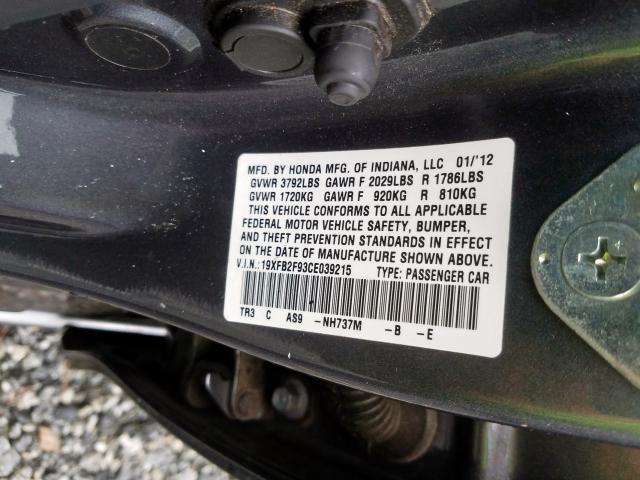 MFD. BY HONDA MFG. OF INDIANA, LLC 01/'12
GVWR 3792LBS GAWR F 2029LBS R 1786LBS
GVWR 1720KG GAWR F 920KG R 810KG
THIS VEHICLE CONFORMS TO ALL APPLICABLE
FEDERAL MOTOR VEHICLE SAFETY, BUMPER,
AND THEFT PREVENTION STANDARDS IN EFFECT
ON THE DATE OF MANUFACTURE SHOWN ABOVE.
V.I.N.: 19XFB2F93CE039215 TYPE: PASSENGER CAR
TR3 C AS9 -NH737M -B -E